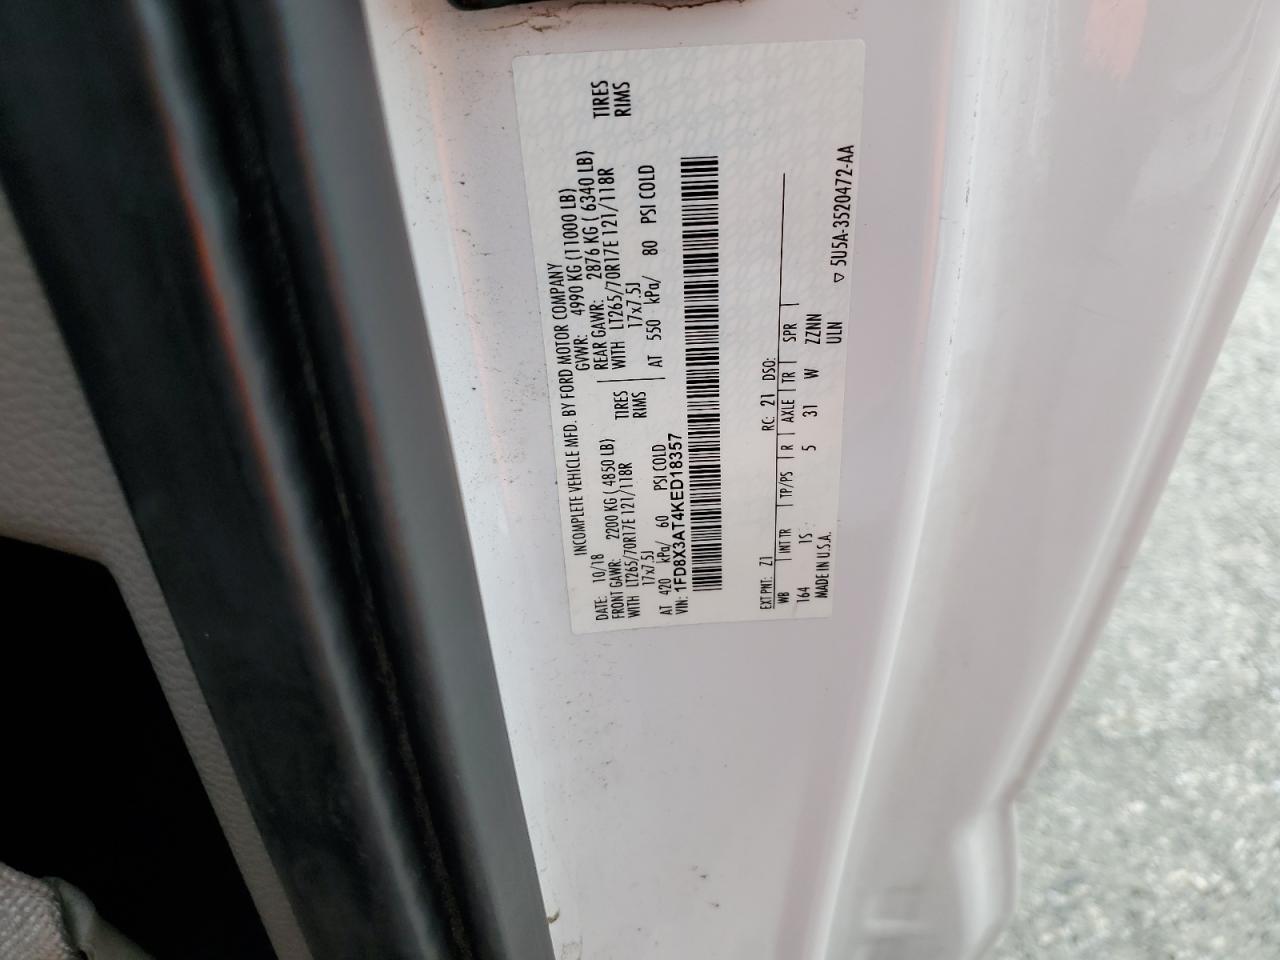 INCOMPLETE VEHICLE MFD. BY FORD MOTOR COMPANY
DATE: 10/18 GVWR: 4990 KG (11000 LB)
FRONT GAWR: 2200 KG ( 4850 LB) REAR GAWR: 2876 KG ( 6340 LB)
WITH LT265/70R17E 121/118R TIRES WITH LT265/70R17E 121/118R TIRES
17x7.5J RIMS 17x7.5J RIMS
AT 420 kPa/ 60 PSI COLD AT 550 kPa/ 80 PSI COLD
VIN: 1FD8X3AT4KED18357
EXT PNT: Z1 RC: 21 DSO:
WB INT TR TP/PS R AXLE TR SPR
164 IS 5 31 W ZZNN
MADE IN U.S.A. ULN
▽ 5U5A-3520472-AA